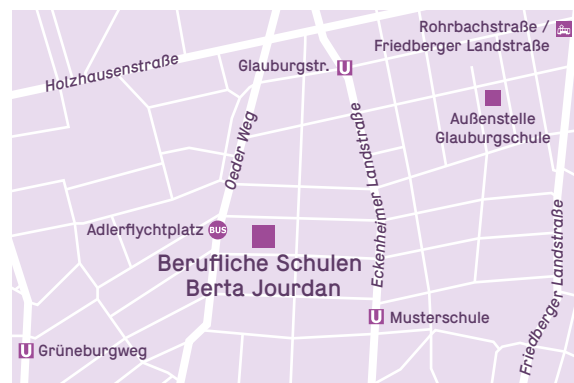 Rohrbachstraße /
Friedberger Landstraße
Holzhausenstraße
Glauburgstr. U
Außenstelle
Glauburgschule
Oeder Weg
Eckenheimer Landstraße
Adlerflychtplatz BUS
Berufliche Schulen
Berta Jourdan
Friedberger Landstraße
U Musterschule
U Grüneburgweg